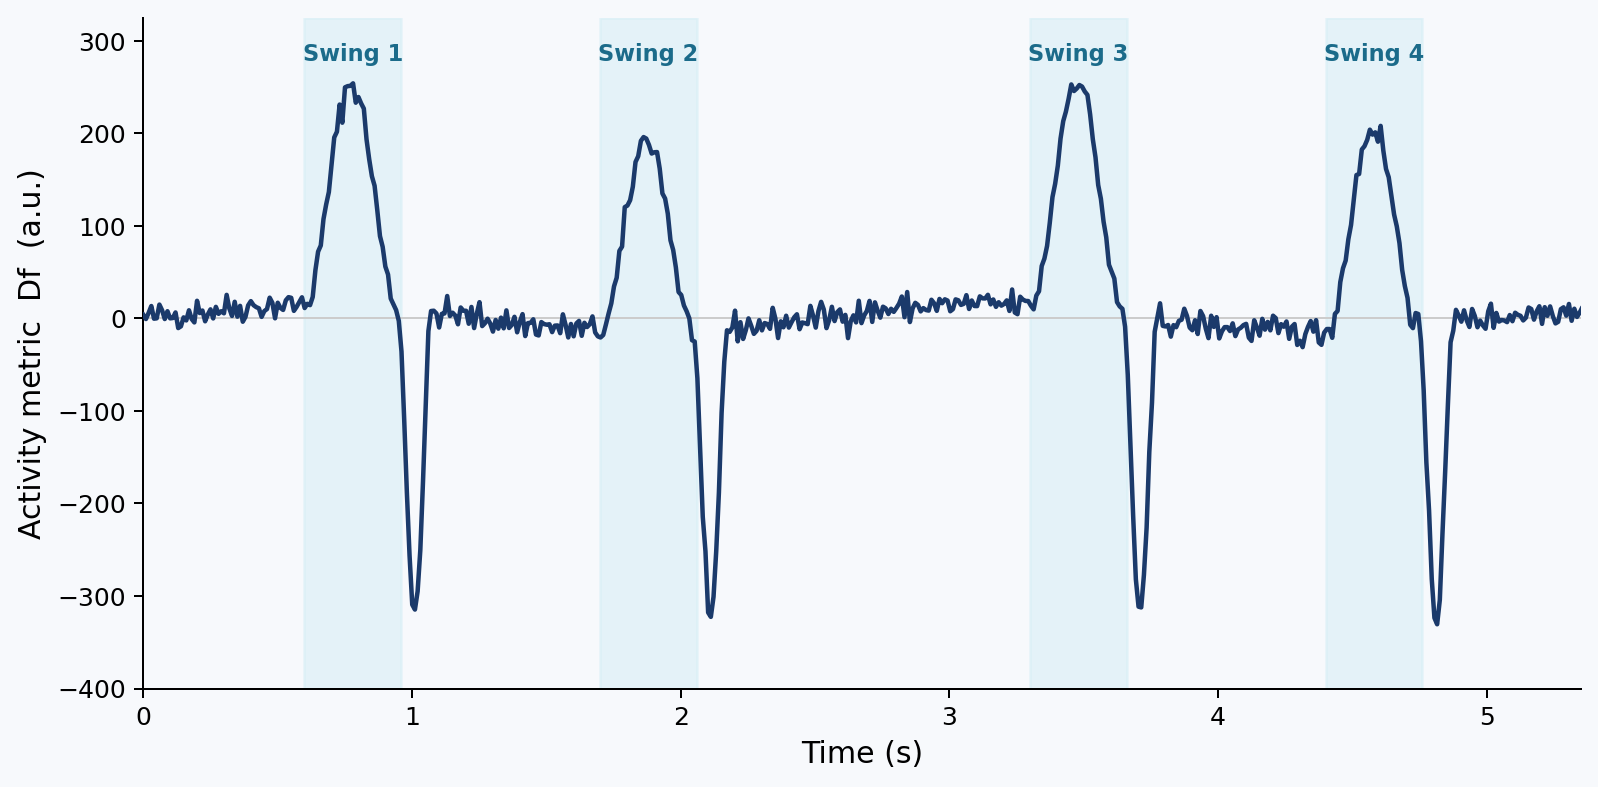 Swing 1 Swing 2 Swing 3 Swing 4
300
200
100
0
−100
−200
−300
−400
Activity metric  Df  (a.u.)
0 1 2 3 4 5
Time (s)